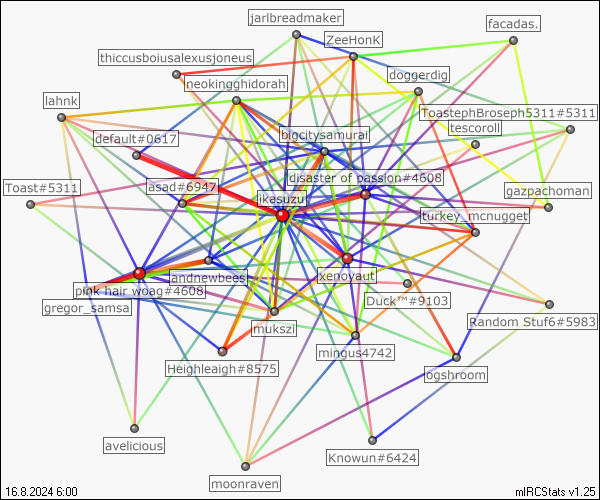 jarlbreadmaker
facadas.
ZeeHonK
thiccusboiusalexusjoneus
doggerdig
neokingghidorah
lahnk
ToastephBroseph5311#5311
tescoroll
default#0617
bigcitysamurai
disaster of passion#4608
Toast#5311
asad#6947
gazpachoman
likesuzui
turkey_mcnugget
andnewbees
xenoyaut
pink hair woag#4608
Duck™#9103
gregor_samsa
Random Stuf6#5983
mukszi
mingus4742
Heighleaigh#8575
ogshroom
avelicious
Knowun#6424
moonraven
16.8.2024 6:00
mIRCStats v1.25